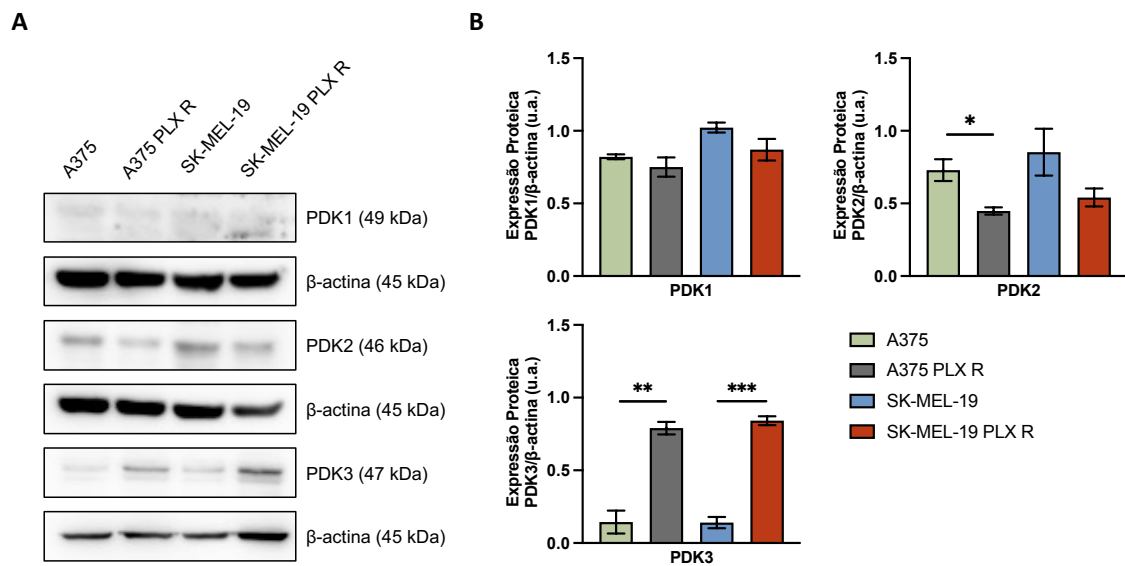 A
A375
A375 PLX R
SK-MEL-19
SK-MEL-19 PLX R
PDK1 (49 kDa)
β-actina (45 kDa)
PDK2 (46 kDa)
β-actina (45 kDa)
PDK3 (47 kDa)
β-actina (45 kDa)
B
Expressão Proteica
PDK1/β-actina (u.a.)
1.5
1.0
0.5
0.0
PDK1
Expressão Proteica
PDK2/β-actina (u.a.)
1.5
1.0
0.5
0.0
*
PDK2
Expressão Proteica
PDK3/β-actina (u.a.)
1.5
1.0
0.5
0.0
**
***
PDK3
A375
A375 PLX R
SK-MEL-19
SK-MEL-19 PLX R